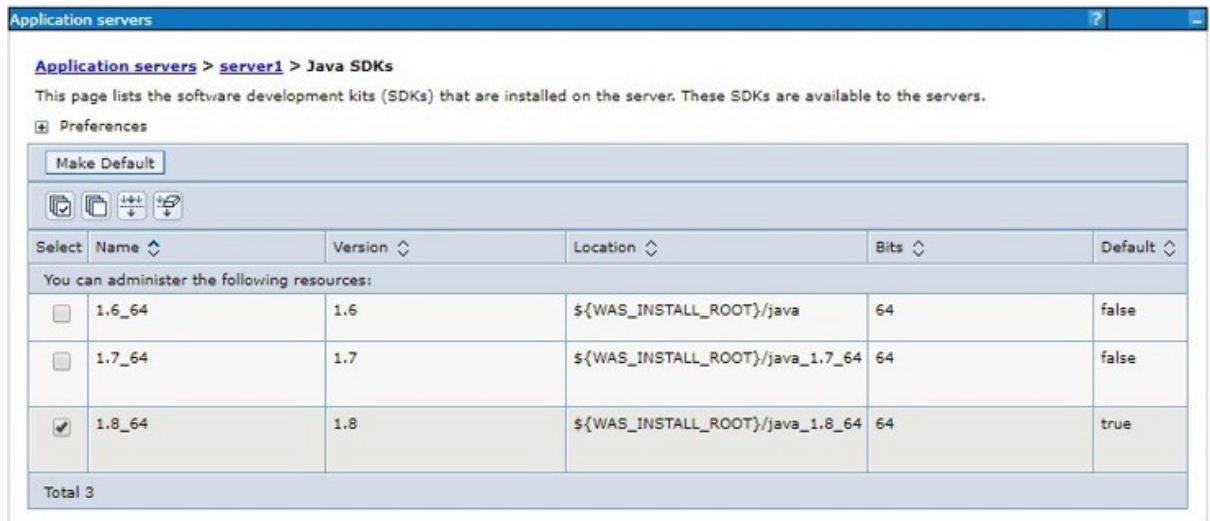 Application servers ?
Application servers > server1 > Java SDKs
This page lists the software development kits (SDKs) that are installed on the server. These SDKs are available to the servers.
Preferences
Make Default
Select Name Version Location Bits Default
You can administer the following resources:
1.6_64 1.6 ${WAS_INSTALL_ROOT}/java 64 false
1.7_64 1.7 ${WAS_INSTALL_ROOT}/java_1.7_64 64 false
1.8_64 1.8 ${WAS_INSTALL_ROOT}/java_1.8_64 64 true
Total 3